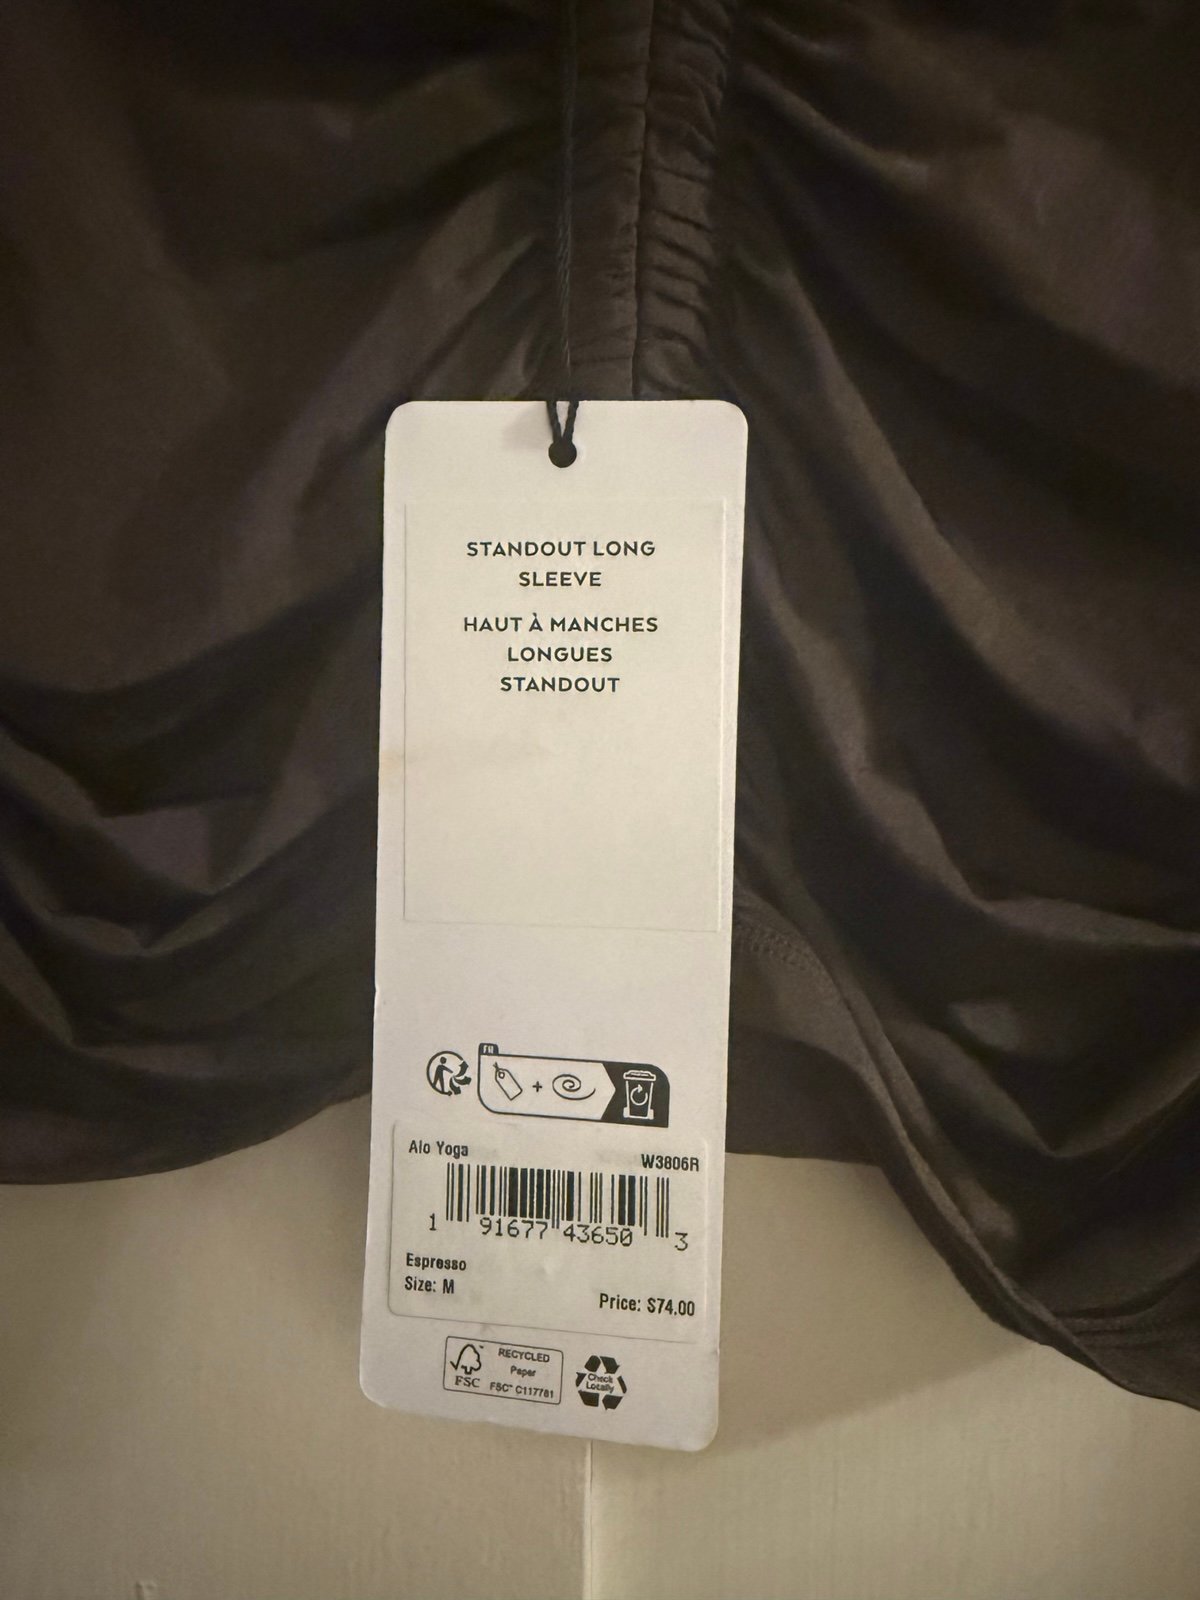 STANDOUT LONG
SLEEVE
HAUT À MANCHES
LONGUES
STANDOUT
FR
+
Alo Yoga
W3806R
1 91677 43650 3
Espresso
Size: M
Price: $74.00
RECYCLED
Paper
FSC FSC™ C117781
Check
Locally